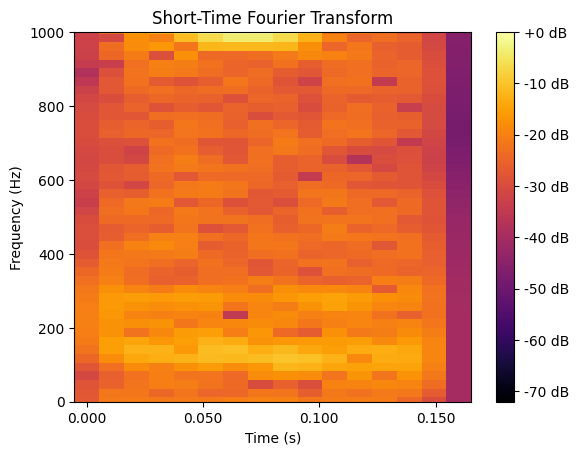 Short-Time Fourier Transform
1000
800
600
400
200
0
Frequency (Hz)
0.000
0.050
0.100
0.150
Time (s)
+0 dB
-10 dB
-20 dB
-30 dB
-40 dB
-50 dB
-60 dB
-70 dB